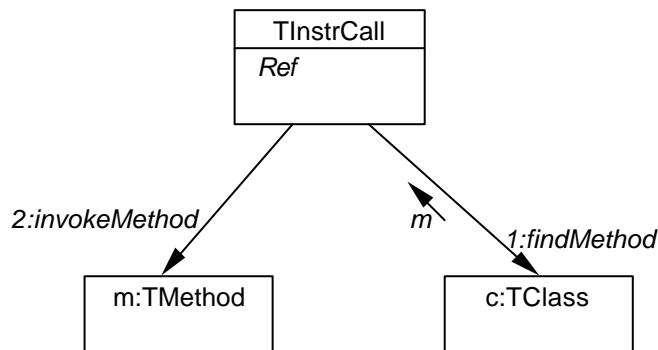 TInstrCall
Ref
2:invokeMethod
m
1:findMethod
m:TMethod
c:TClass